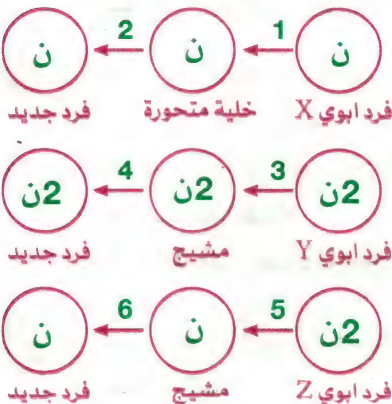 ن 1 ن 2 ن
فرد ابوي X خلية متحورة فرد جديد
2ن 3 2ن 4 2ن
فرد ابوي Y مشيج فرد جديد
2ن 5 ن 6 ن
فرد ابوي Z مشيج فرد جديد